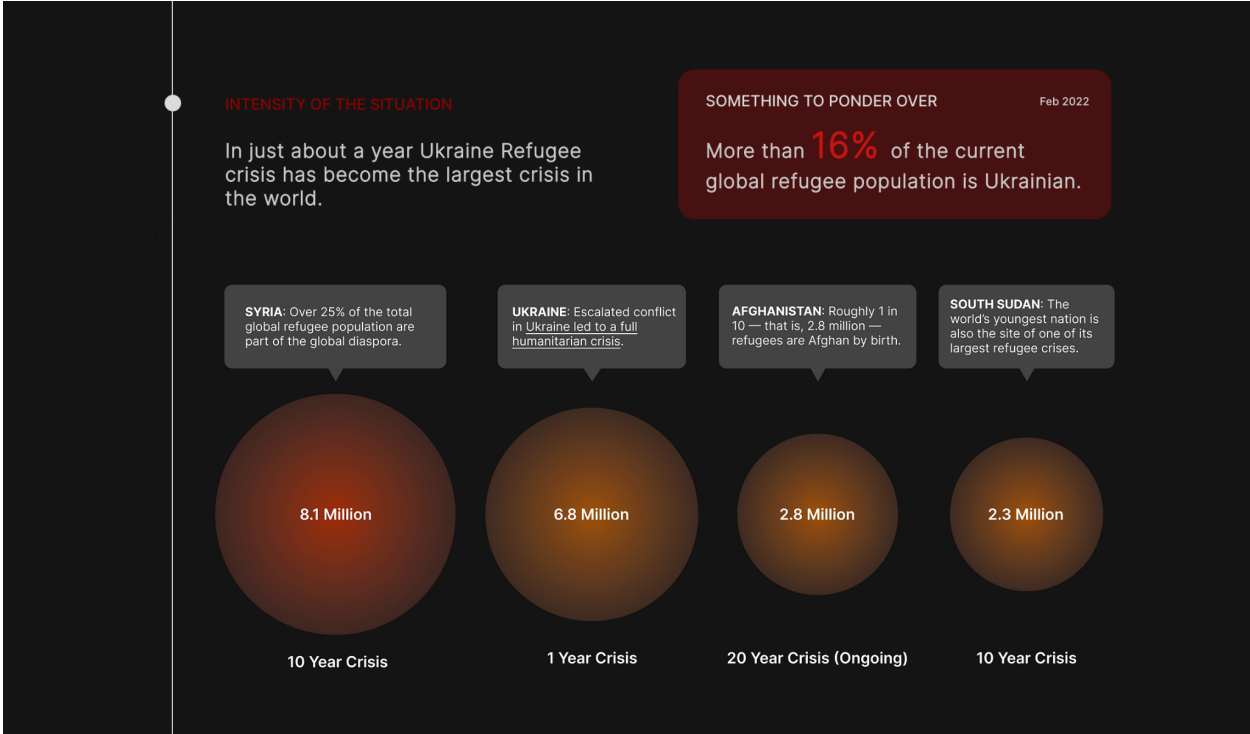 INTENSITY OF THE SITUATION
In just about a year Ukraine Refugee
crisis has become the largest crisis in
the world.
SOMETHING TO PONDER OVER
Feb 2022
More than 16% of the current
global refugee population is Ukrainian.
SYRIA: Over 25% of the total
global refugee population are
part of the global diaspora.
UKRAINE: Escalated conflict
in Ukraine led to a full
humanitarian crisis.
AFGHANISTAN: Roughly 1 in
10 — that is, 2.8 million —
refugees are Afghan by birth.
SOUTH SUDAN: The
world's youngest nation is
also the site of one of its
largest refugee crises.
8.1 Million
6.8 Million
2.8 Million
2.3 Million
10 Year Crisis
1 Year Crisis
20 Year Crisis (Ongoing)
10 Year Crisis